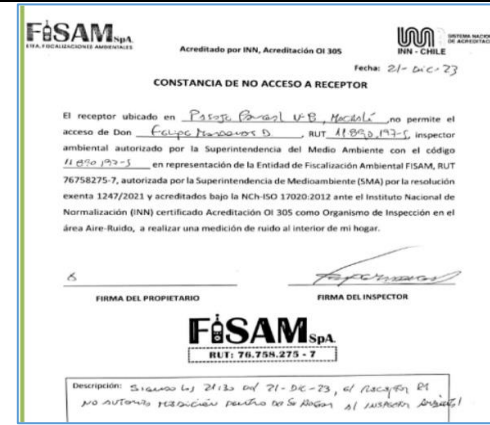 FISAM SpA
ETFA, FISCALIZACIONES AMBIENTALES
Acreditado por INN, Acreditación OI 305
INN - CHILE
SISTEMA NACIONAL
DE ACREDITACIÓN
Fecha: 21-Dic-23
CONSTANCIA DE NO ACCESO A RECEPTOR
El receptor ubicado en Pasaje N-B, Macarlí, no permite el
acceso de Don Felipe D., RUT 11.890.197-5, inspector
ambiental autorizado por la Superintendencia del Medio Ambiente con el código
11 890 197-5 en representación de la Entidad de Fiscalización Ambiental FISAM, RUT
76758275-7, autorizada por la Superintendencia de Medioambiente (SMA) por la resolución
exenta 1247/2021 y acreditados bajo la NCh-ISO 17020:2012 ante el Instituto Nacional de
Normalización (INN) certificado Acreditación OI 305 como Organismo de Inspección en el
área Aire-Ruido, a realizar una medición de ruido al interior de mi hogar.
FIRMA DEL PROPIETARIO
FIRMA DEL INSPECTOR
FISAM SpA
RUT: 76.758.275 - 7
Descripción: Siendo las 21:30 del 21-Dic-23, el Receptor R1
no autoriza medición dentro de su Hogar al inspector Ambiental